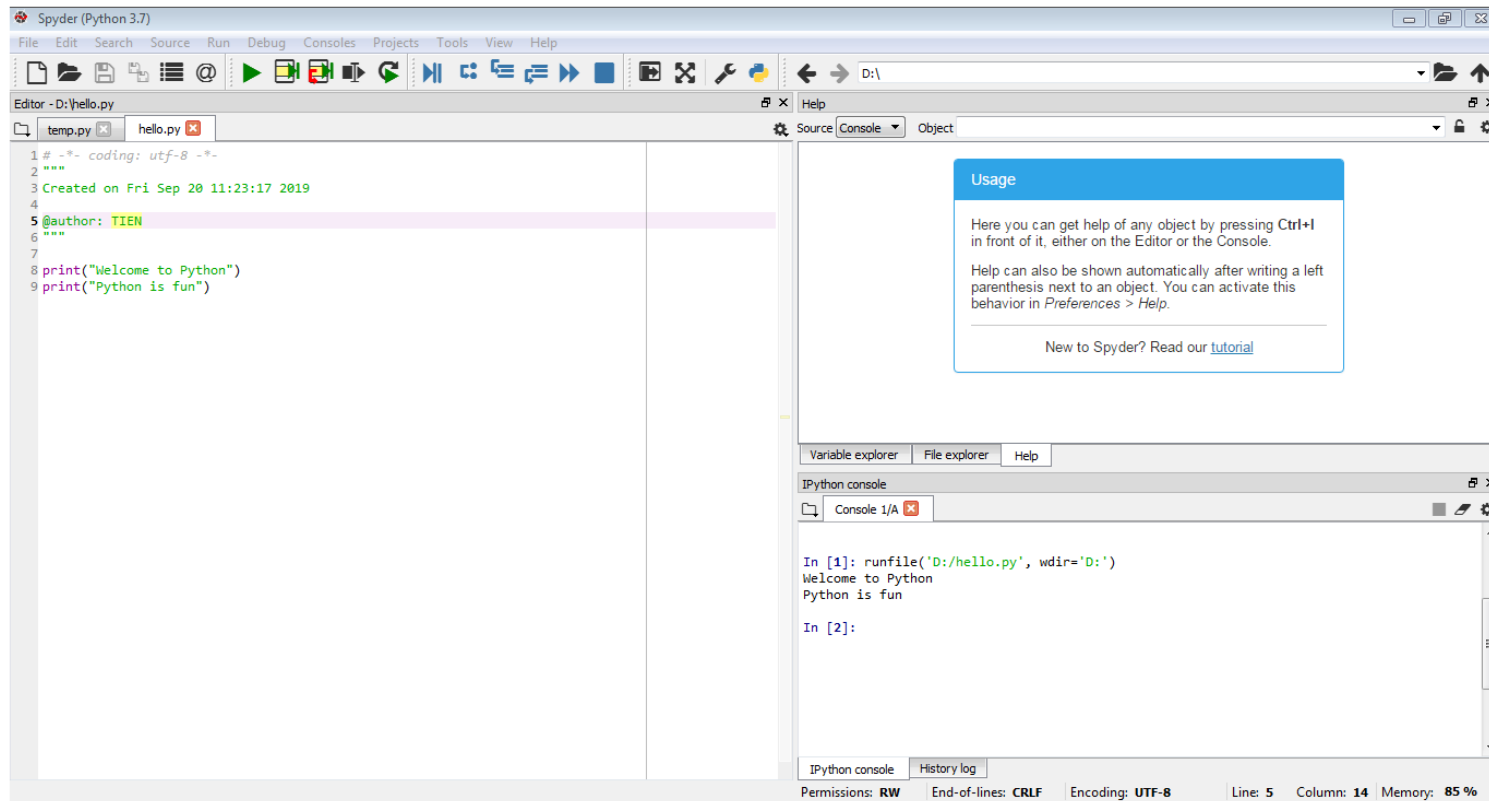 Spyder (Python 3.7)
File Edit Search Source Run Debug Consoles Projects Tools View Help
D:\
Editor - D:\hello.py
temp.py
hello.py
1 # -*- coding: utf-8 -*-
2 """
3 Created on Fri Sep 20 11:23:17 2019
4
5 @author: TIEN
6 """
7
8 print("Welcome to Python")
9 print("Python is fun")
Help
Source Console Object
Usage
Here you can get help of any object by pressing Ctrl+I
in front of it, either on the Editor or the Console.
Help can also be shown automatically after writing a left
parenthesis next to an object. You can activate this
behavior in Preferences > Help.
New to Spyder? Read our tutorial
Variable explorer File explorer Help
IPython console
Console 1/A
In [1]: runfile('D:/hello.py', wdir='D:')
Welcome to Python
Python is fun
In [2]:
IPython console History log
Permissions: RW End-of-lines: CRLF Encoding: UTF-8 Line: 5 Column: 14 Memory: 85 %